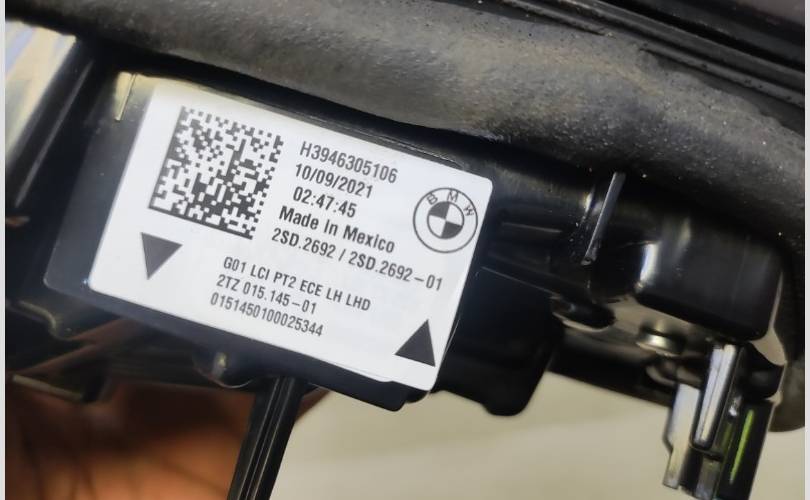 H3946305106
10/09/2021
02:47:45
Made in Mexico
2SD.2692 / 2SD.2692-01
BMW
G01 LCI PT2 ECE LH LHD
2TZ 015.145-01
0151450100025344